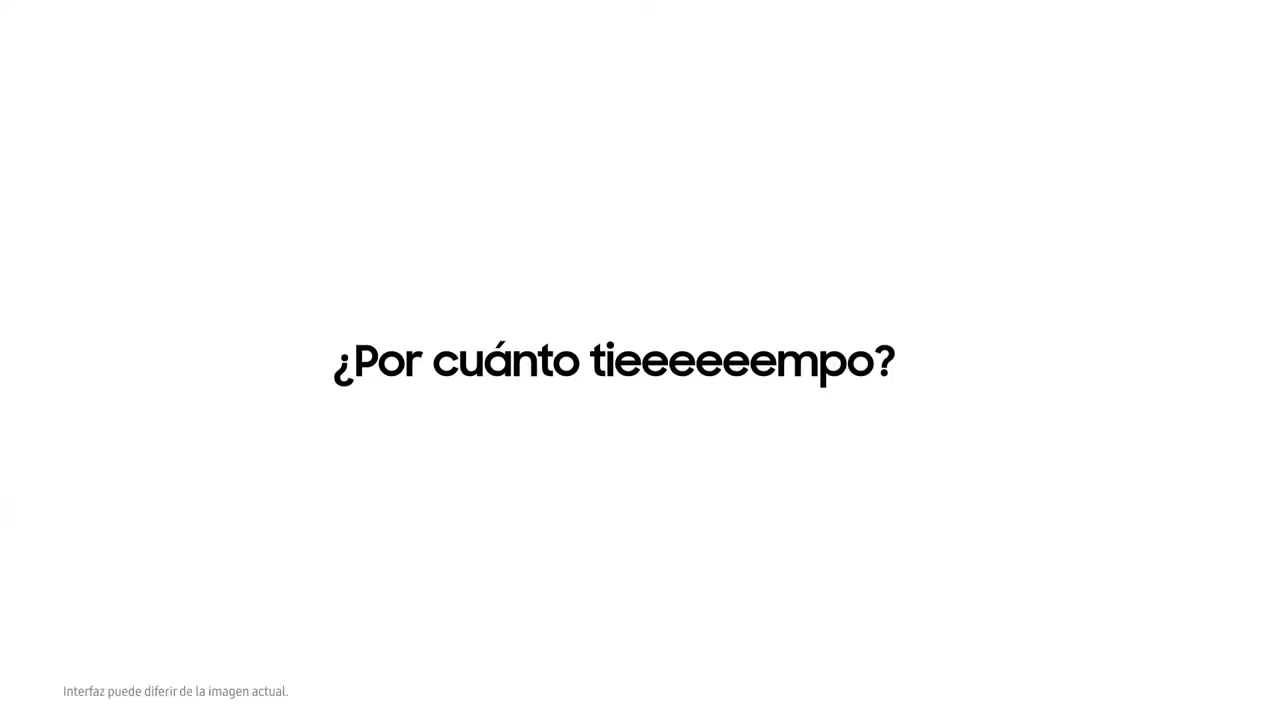 ¿Por cuánto tieeeeeempo?
Interfaz puede diferir de la imagen actual.